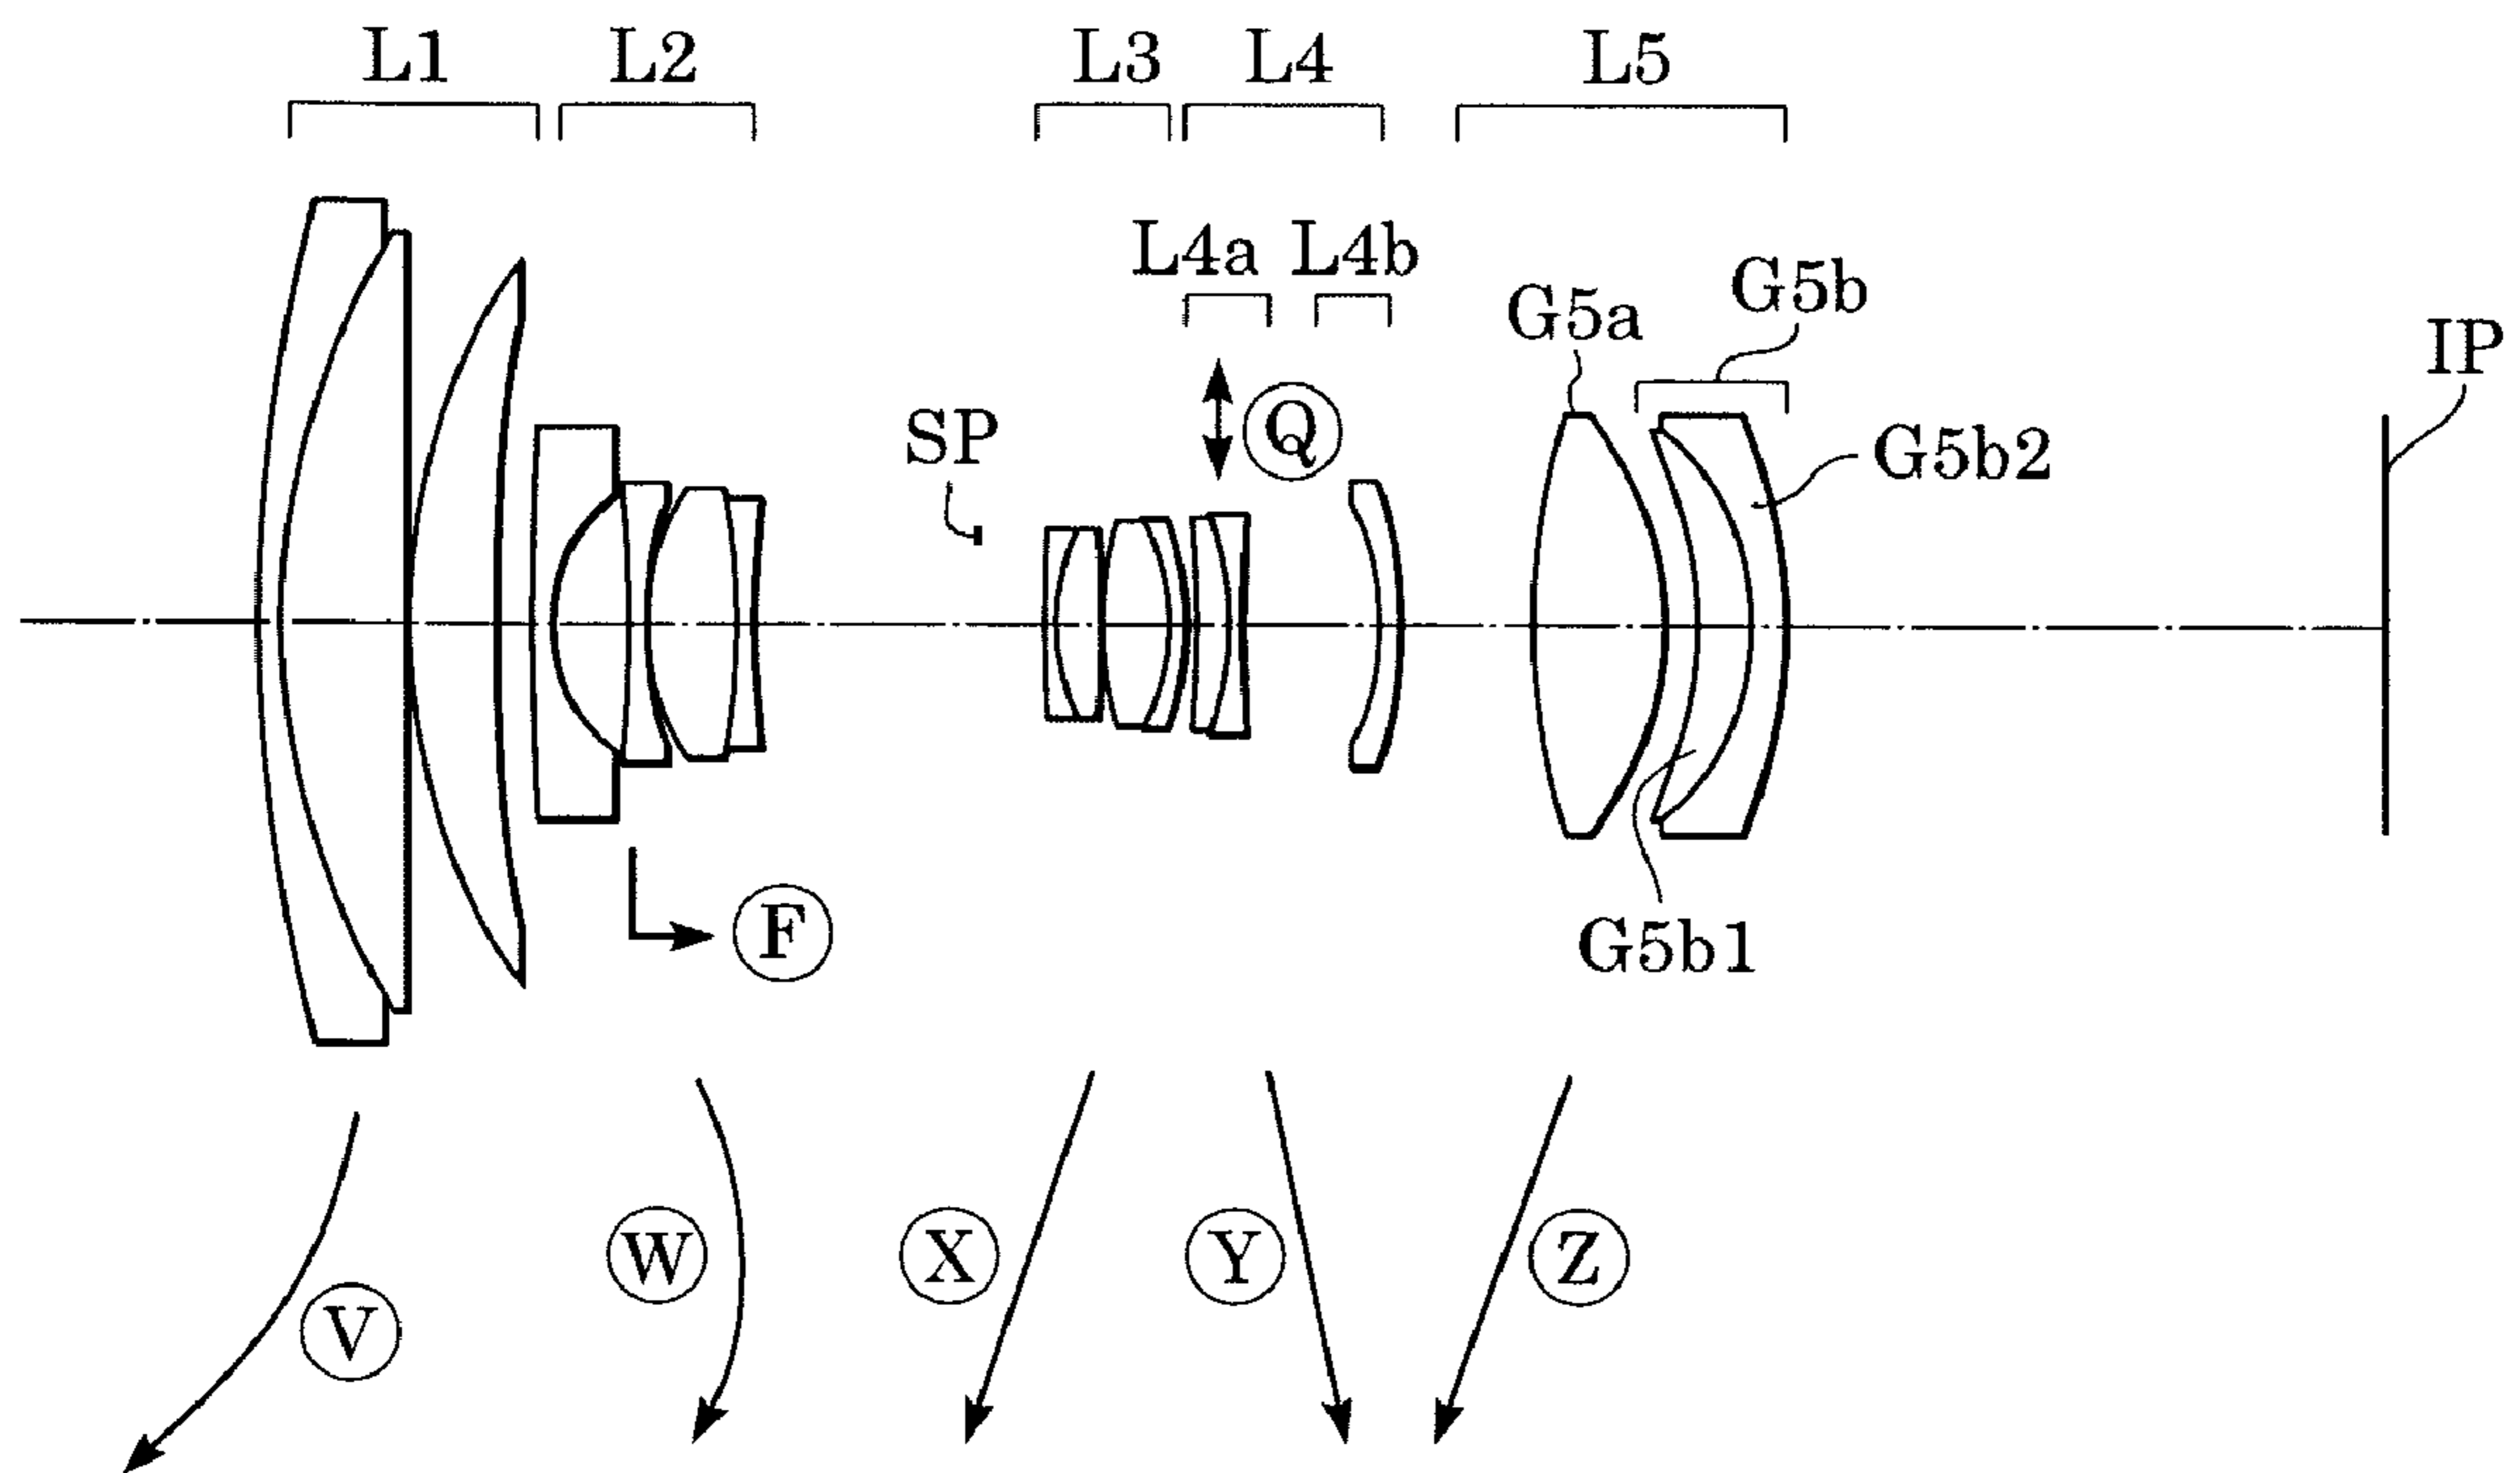 L1 L2 L3 L4 L5
L4a L4b
G5b
G5a
IP
SP
Q
G5b2
F
G5b1
W X Y Z
V